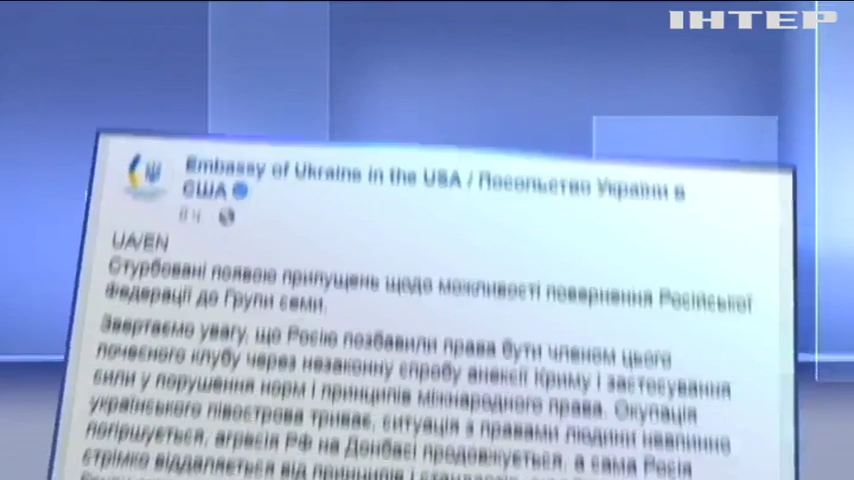 ІНТЕР
Embassy of Ukraine in the USA / Посольство України в
США
8 ч
UA/EN
Стурбовані появою припущень щодо можливості повернення Російської
Федерації до Групи семи.
Звертаємо увагу, що Росію позбавили права бути членом цього
почесного клубу через незаконну спробу анексії Криму і застосування
сили у порушення норм і принципів міжнародного права. Окупація
українського півострова триває, ситуація з правами людини невпинно
погіршується, агресія РФ на Донбасі продовжується, а сама Росія
стрімко віддаляється від принципів і стандартів,